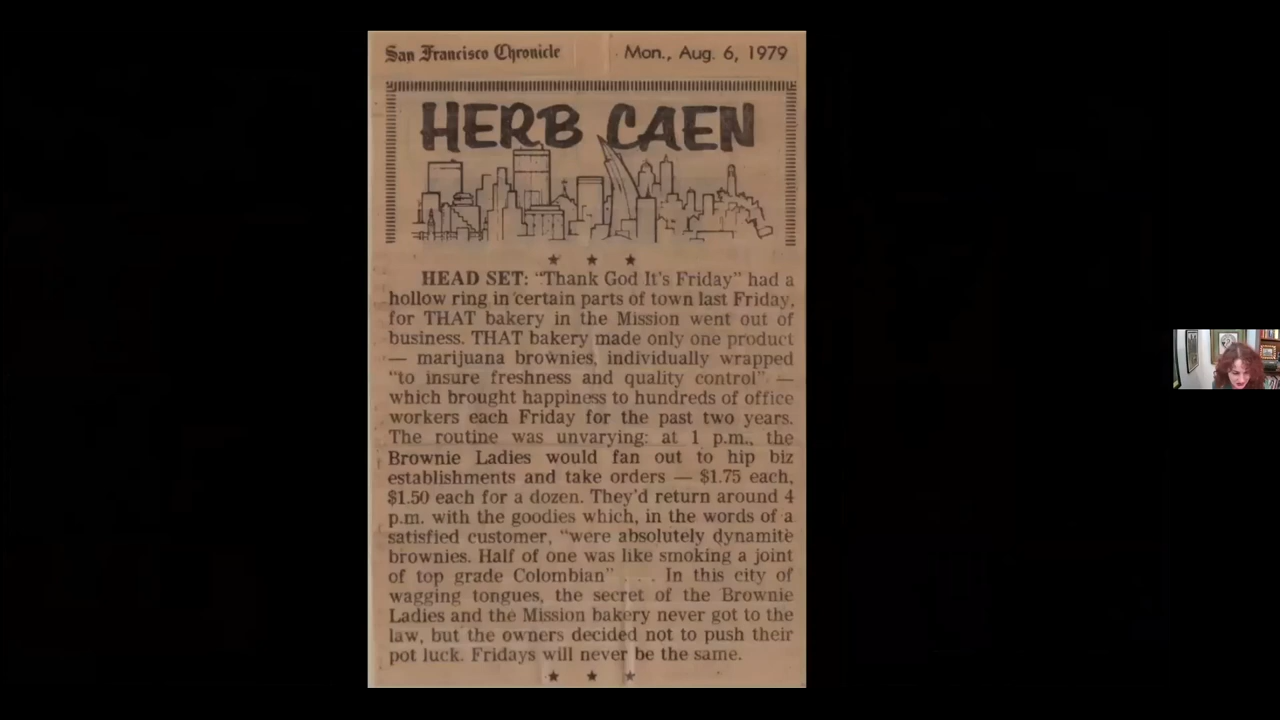 San Francisco Chronicle Mon., Aug. 6, 1979
HERB CAEN
HEAD SET: “Thank God It’s Friday” had a
hollow ring in certain parts of town last Friday,
for THAT bakery in the Mission went out of
business. THAT bakery made only one product
— marijuana brownies, individually wrapped
“to insure freshness and quality control” —
which brought happiness to hundreds of office
workers each Friday for the past two years.
The routine was unvarying: at 1 p.m., the
Brownie Ladies would fan out to hip biz
establishments and take orders — $1.75 each,
$1.50 each for a dozen. They’d return around 4
p.m. with the goodies which, in the words of a
satisfied customer, “were absolutely dynamite
brownies. Half of one was like smoking a joint
of top grade Colombian” . . . In this city of
wagging tongues, the secret of the Brownie
Ladies and the Mission bakery never got to the
law, but the owners decided not to push their
pot luck. Fridays will never be the same.